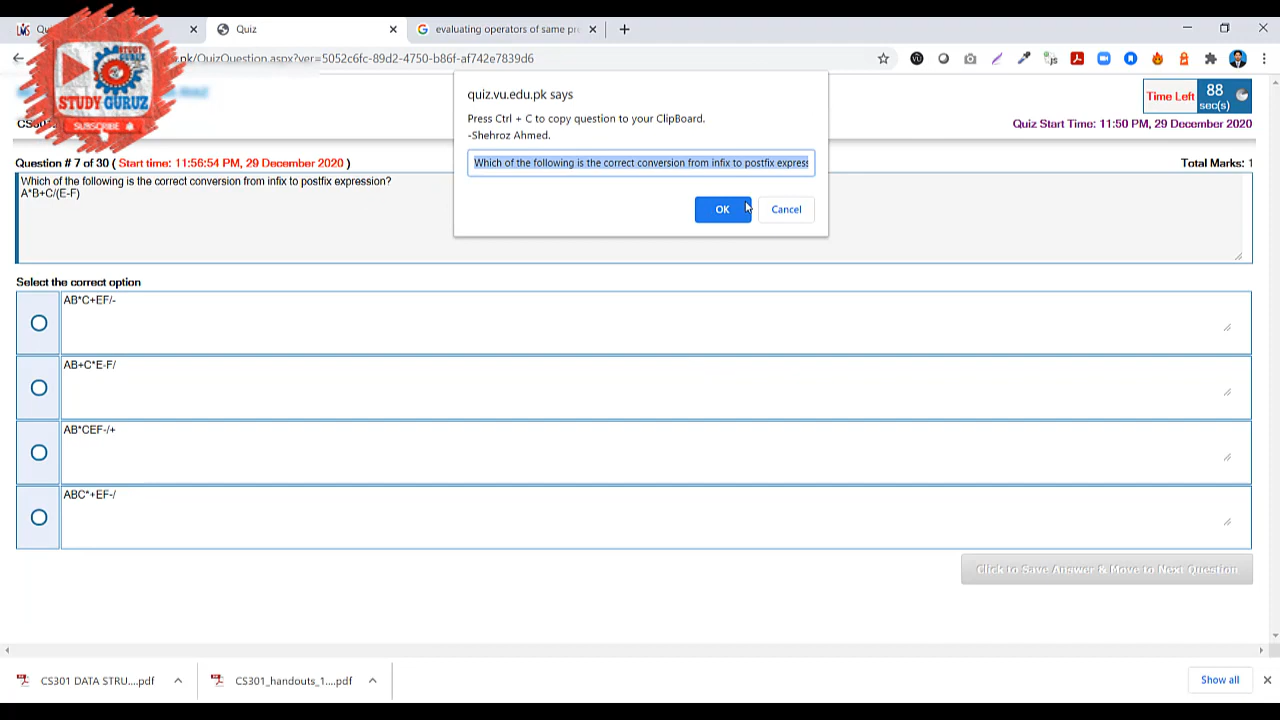 Quiz
evaluating operators of same pr
.pk/QuizQuestion.aspx?ver=5052c6fc-89d2-4750-b86f-af742e7839d6
STUDY
GURUZ
STUDY GURUZ
SUBSCRIBE
quiz.vu.edu.pk says
Press Ctrl + C to copy question to your ClipBoard.
-Shehroz Ahmed.
Which of the following is the correct conversion from infix to postfix express
OK
Cancel
Time Left
88
sec(s)
Quiz Start Time: 11:50 PM, 29 December 2020
Question # 7 of 30 ( Start time: 11:56:54 PM, 29 December 2020 )
Total Marks: 1
Which of the following is the correct conversion from infix to postfix expression?
A*B+C/(E-F)
Select the correct option
AB*C+EF/-
AB+C*E-F/
AB*CEF-/+
ABC*+EF-/
Click to Save Answer & Move to Next Question
CS301 DATA STRU....pdf
CS301_handouts_1....pdf
Show all